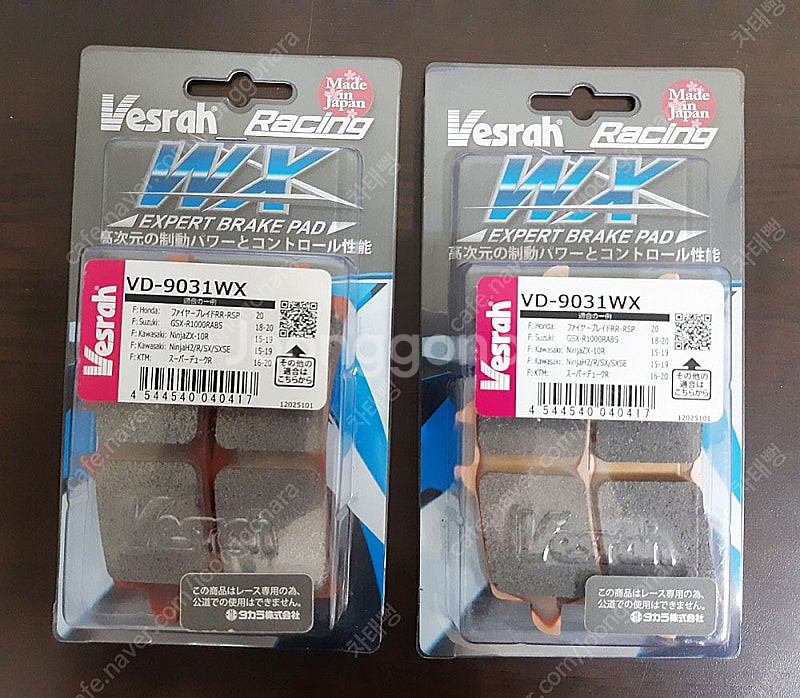 Vesrah Racing
Made in Japan
WX
EXPERT BRAKE PAD
高次元の制動パワーとコントロール性能
Vesrah
VD-9031WX
適合の一例
F: Honda: ファイヤーブレイドRR-RSP 20
F: Suzuki: GSX-R1000RABS 18-20
F: Kawasaki: NinjaZX-10R 15-19
F: Kawasaki: NinjaH2/R/SX/SXSE 15-19
F: KTM: スーパーデュークR 16-20
その他の
適合は
こちらから
4 544540 040417
12025101
Vesrah
この商品はレース専用の為、
公道での使用はできません。
タカラ株式会社
Vesrah Racing
Made in Japan
WX
EXPERT BRAKE PAD
高次元の制動パワーとコントロール性能
Vesrah
VD-9031WX
適合の一例
F: Honda: ファイヤーブレイドRR-RSP 20
F: Suzuki: GSX-R1000RABS 18-20
F: Kawasaki: NinjaZX-10R 15-19
F: Kawasaki: NinjaH2/R/SX/SXSE 15-19
F: KTM: スーパーデュークR 16-20
その他の
適合は
こちらから
4 544540 040417
12025101
Vesrah
この商品はレース専用の為、
公道での使用はできません。
タカラ株式会社
joonggonara
cafe.naver.com/joonggonara
차태빵